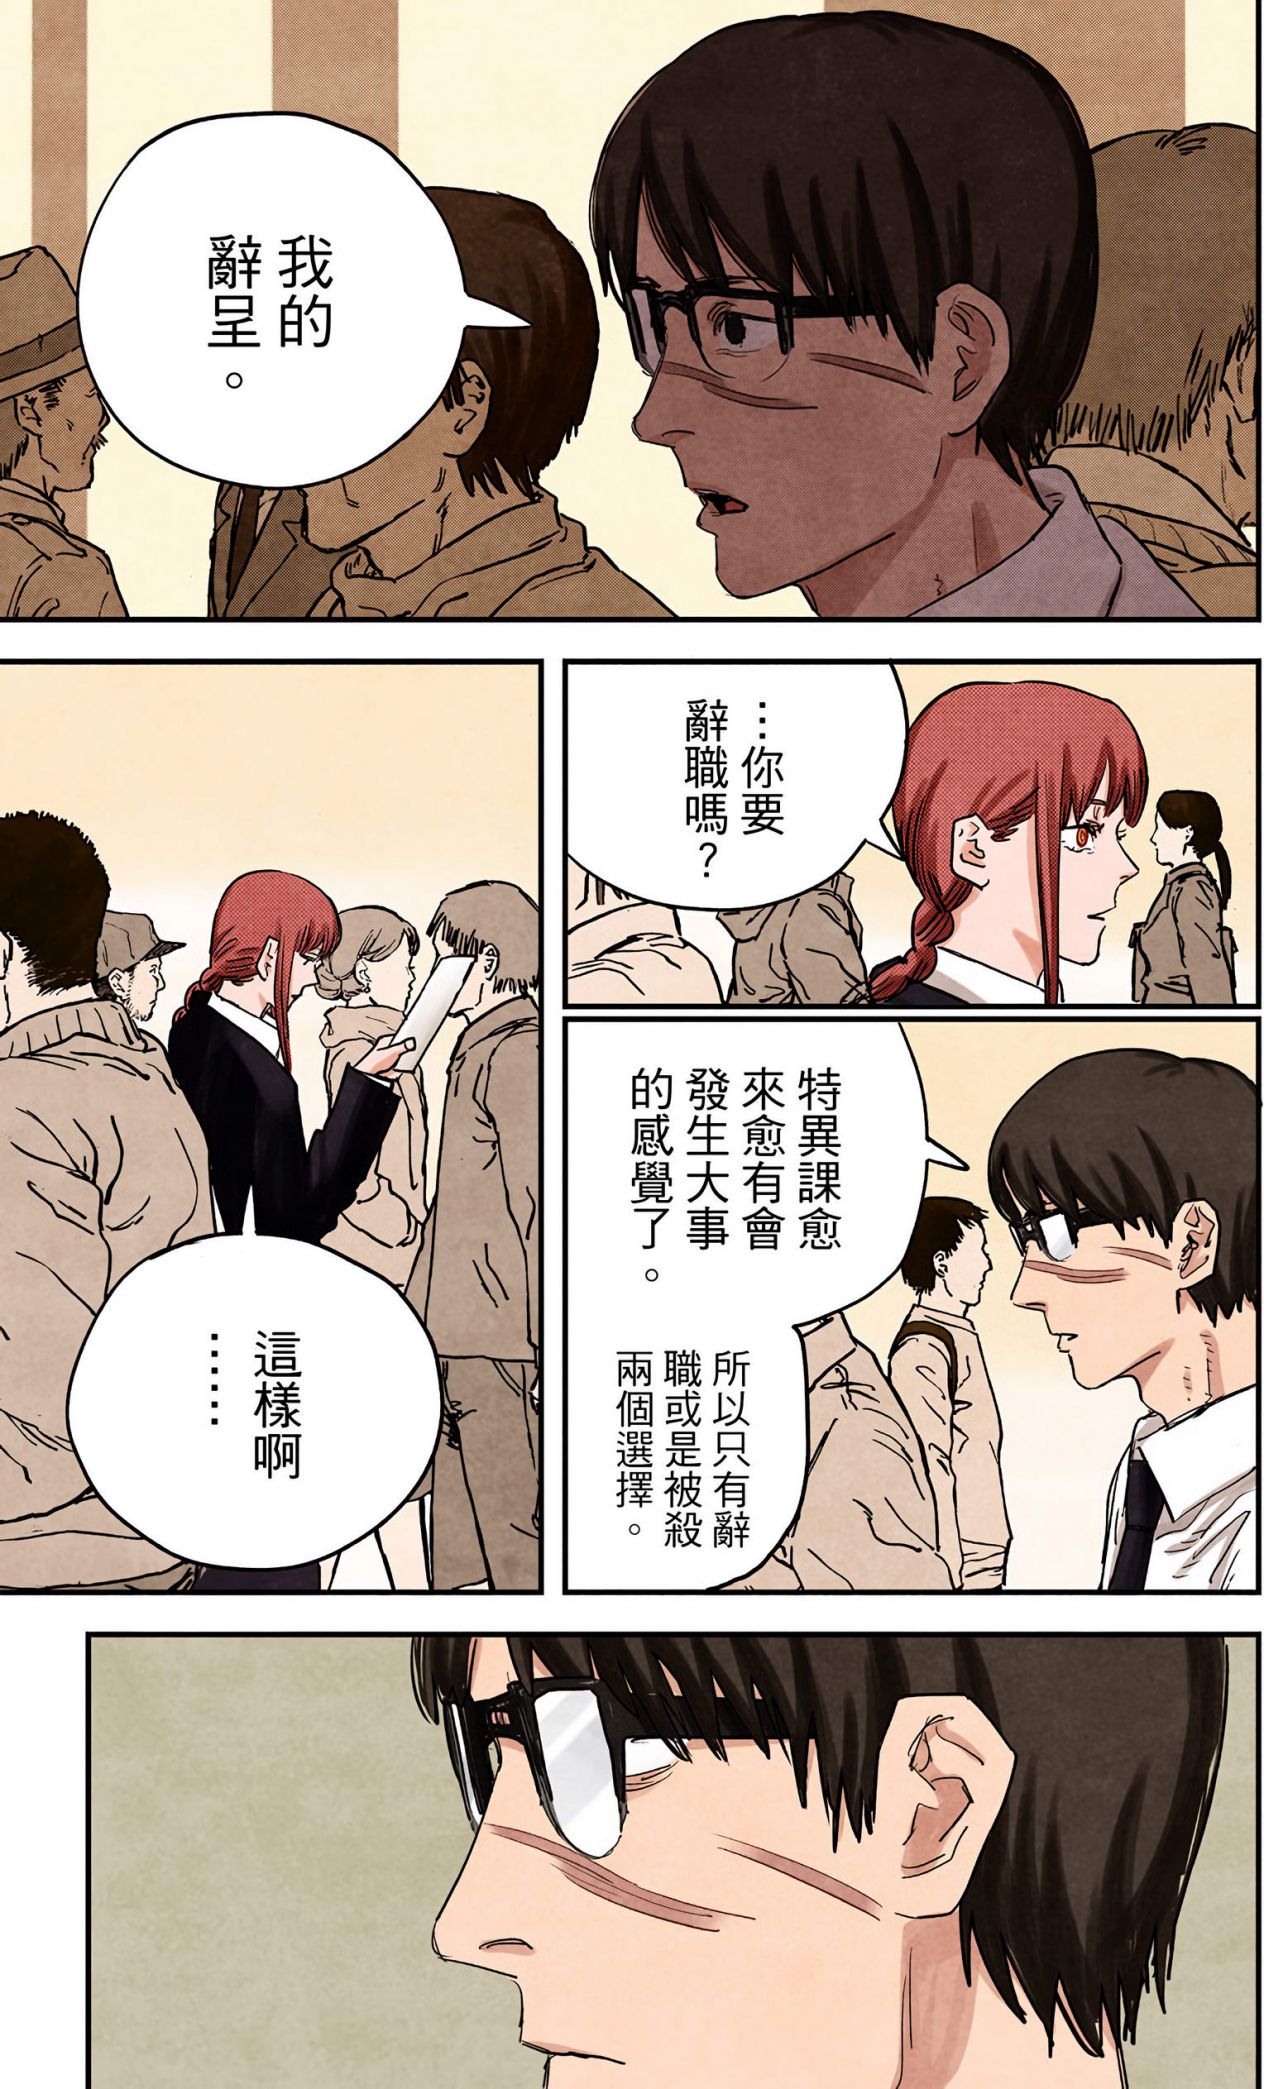 我的
辭呈。
…你要
辭職嗎？
特異課愈
來愈有會
發生大事
的感覺了。
所以只有辭
職或是被殺
兩個選擇。
這樣啊
……